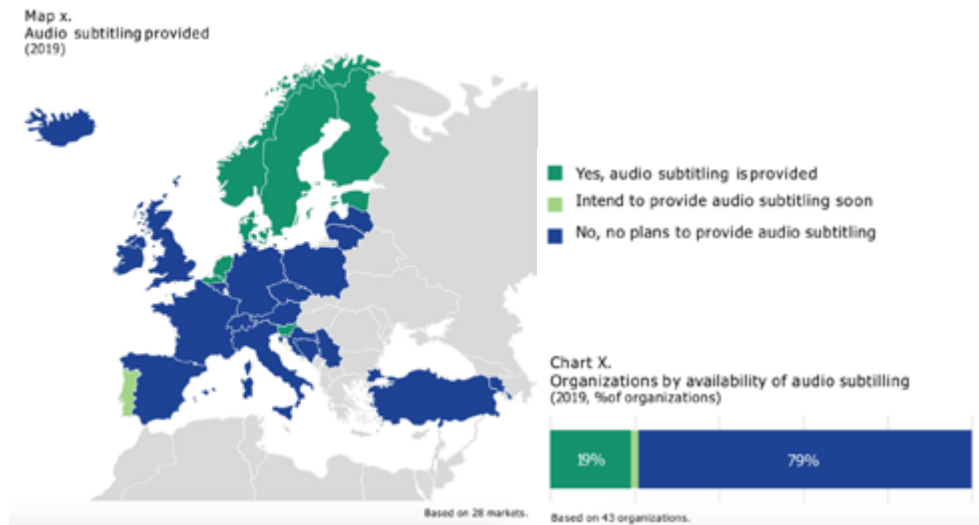 Map x.
Audio subtitling provided
(2019)
Yes, audio subtitling is provided
Intend to provide audio subtitling soon
No, no plans to provide audio subtitling
Based on 28 markets.
Chart X.
Organizations by availability of audio subtilling
(2019, %of organizations)
19%
79%
Based on 43 organizations.